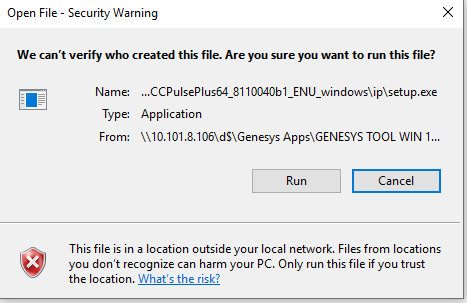 Open File - Security Warning
We can't verify who created this file. Are you sure you want to run this file?
Name: ...CCPulsePlus64_8110040b1_ENU_windows\ip\setup.exe
Type: Application
From: \\10.101.8.106\d$\Genesys Apps\GENESYS TOOL WIN 1...
Run Cancel
This file is in a location outside your local network. Files from locations
you don't recognize can harm your PC. Only run this file if you trust
the location. What's the risk?